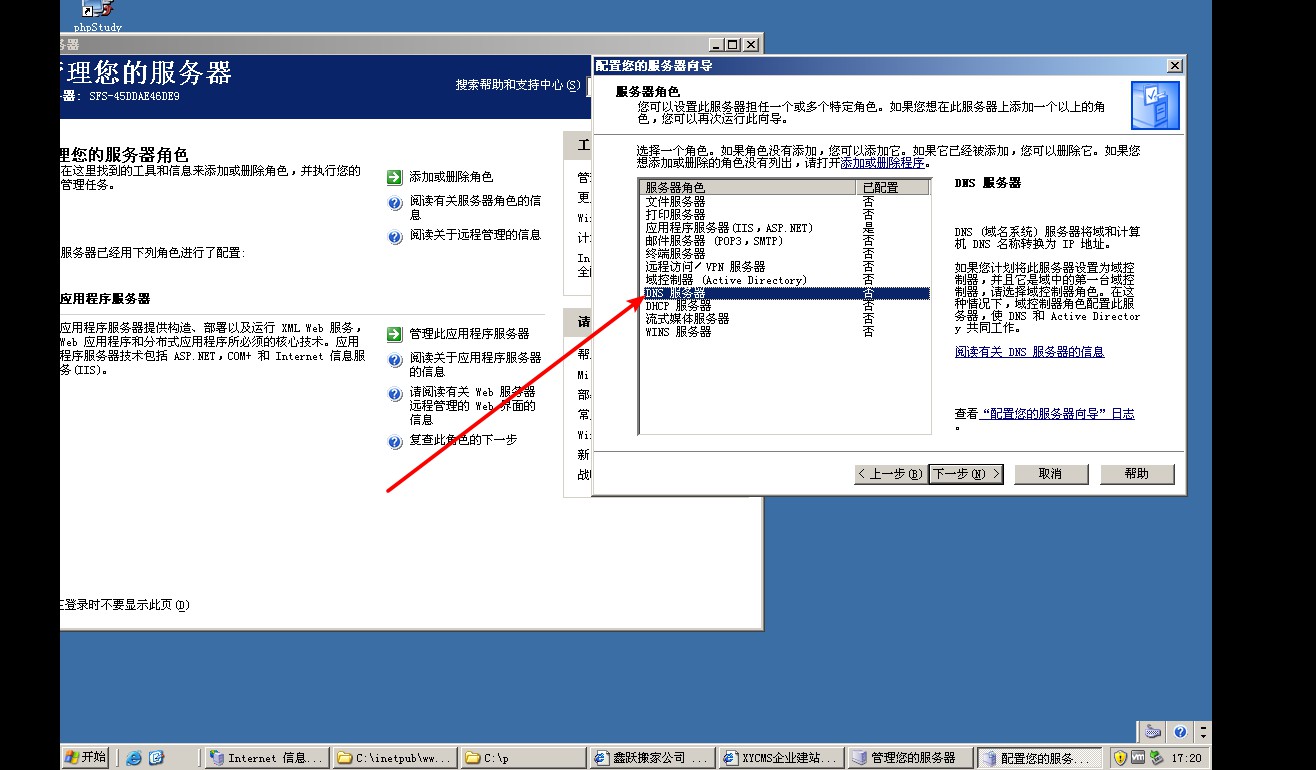 phpStudy
务器
管理您的服务器
搜索帮助和支持中心(S)
器: SFS-45DDAE46DE9
理您的服务器角色
在这里找到的工具和信息来添加或删除角色，并执行您的
管理任务。
添加或删除角色
阅读有关服务器角色的信
息
阅读关于远程管理的信息
服务器已经用下列角色进行了配置:
应用程序服务器
应用程序服务器提供构造、部署以及运行 XML Web 服务，
Web 应用程序和分布式应用程序所必须的核心技术。应用
程序服务器技术包括 ASP.NET，COM+ 和 Internet 信息服
务(IIS)。
管理此应用程序服务器
阅读关于应用程序服务器
的信息
请阅读有关 Web 服务器
远程管理的 Web 界面的
信息
复查此角色的下一步
工
管
更
Wi
计
In
全
请
帮
Mi
部
常
Wi
新
战
登录时不要显示此页(D)
配置您的服务器向导
服务器角色
您可以设置此服务器担任一个或多个特定角色。如果您想在此服务器上添加一个以上的角
色，您可以再次运行此向导。
选择一个角色。如果角色没有添加，您可以添加它。如果它已经被添加，您可以删除它。如果您
想添加或删除的角色没有列出，请打开添加或删除程序。
服务器角色 已配置
文件服务器 否
打印服务器 否
应用程序服务器(IIS，ASP.NET) 是
邮件服务器 (POP3，SMTP) 否
终端服务器 否
远程访问/VPN 服务器 否
域控制器 (Active Directory) 否
DNS 服务器 否
DHCP 服务器 否
流式媒体服务器 否
WINS 服务器 否
DNS 服务器
DNS (域名系统) 服务器将域和计算
机 DNS 名称转换为 IP 地址。
如果您计划将此服务器设置为域控
制器，并且它是域中的第一台域控
制器，请选择域控制器角色。在这
种情况下，域控制器角色配置此服
务器，使 DNS 和 Active Director
y 共同工作。
阅读有关 DNS 服务器的信息
查看“配置您的服务器向导”日志
。
< 上一步(B)
下一步(N) >
取消
帮助
开始
Internet 信息...
C:\inetpub\ww...
C:\p
鑫跃搬家公司 ...
XYCMS企业建站...
管理您的服务器
配置您的服务...
17:20